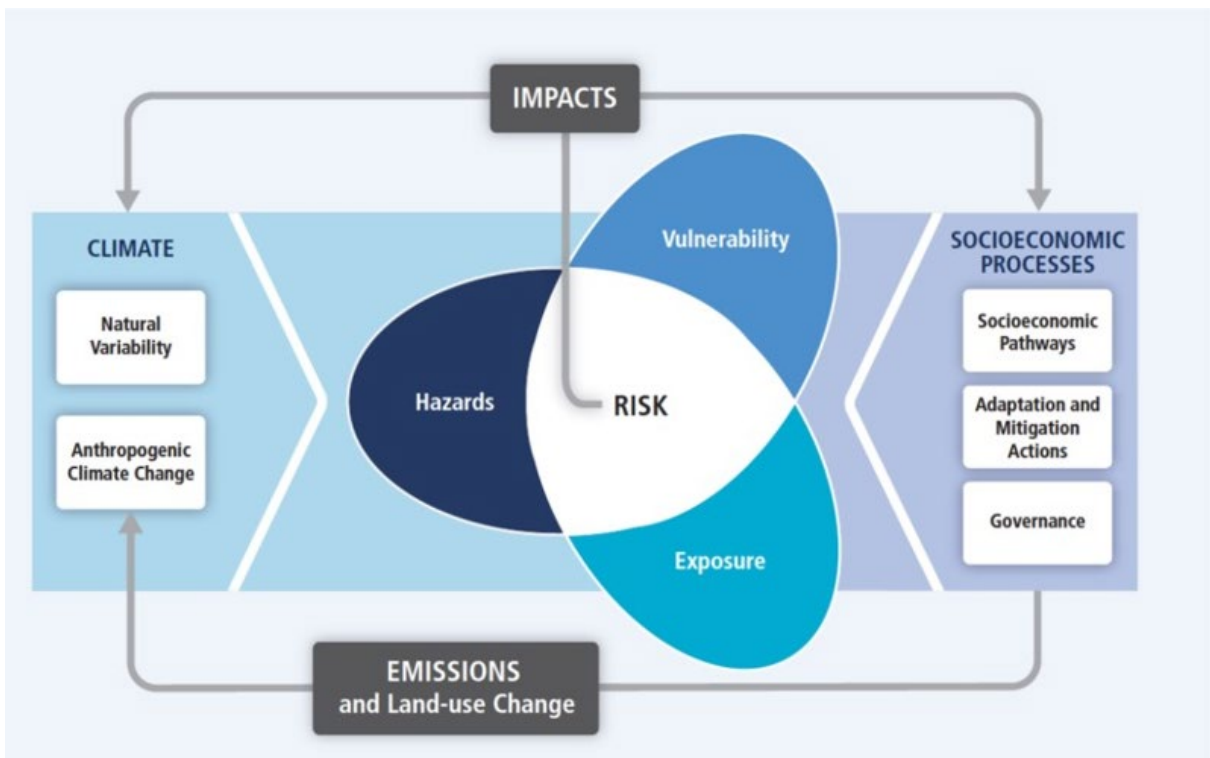 IMPACTS
CLIMATE
Natural
Variability
Anthropogenic
Climate Change
Vulnerability
Hazards
RISK
Exposure
SOCIOECONOMIC
PROCESSES
Socioeconomic
Pathways
Adaptation and
Mitigation
Actions
Governance
EMISSIONS
and Land-use Change